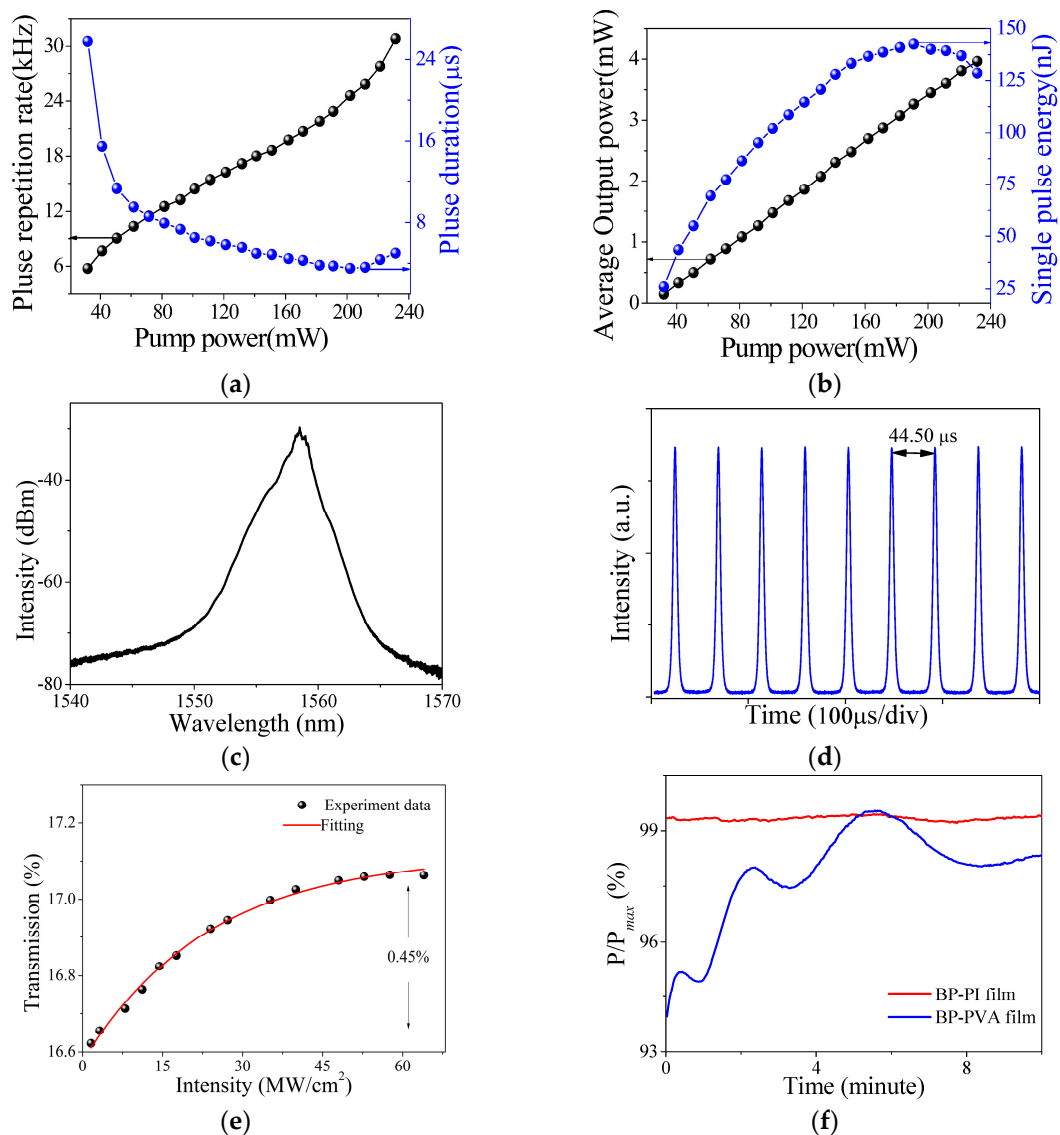 30
24
18
12
6
Pluse repetition rate(kHz)
24
16
8
Pluse duration(μs)
40 80 120 160 200 240
Pump power(mW)
(a)
4
3
2
1
0
Average Output power(mW)
150
125
100
75
50
25
Single pulse energy(nJ)
40 80 120 160 200 240
Pump power(mW)
(b)
-40
-60
-80
Intensity (dBm)
1540 1550 1560 1570
Wavelength (nm)
(c)
44.50 μs
Intensity (a.u.)
Time (100μs/div)
(d)
17.2
17.0
16.8
16.6
Transmission (%)
Experiment data
Fitting
0.45%
0 15 30 45 60
Intensity (MW/cm²)
(e)
99
96
93
P/Pmax (%)
BP-PI film
BP-PVA film
0 4 8
Time (minute)
(f)